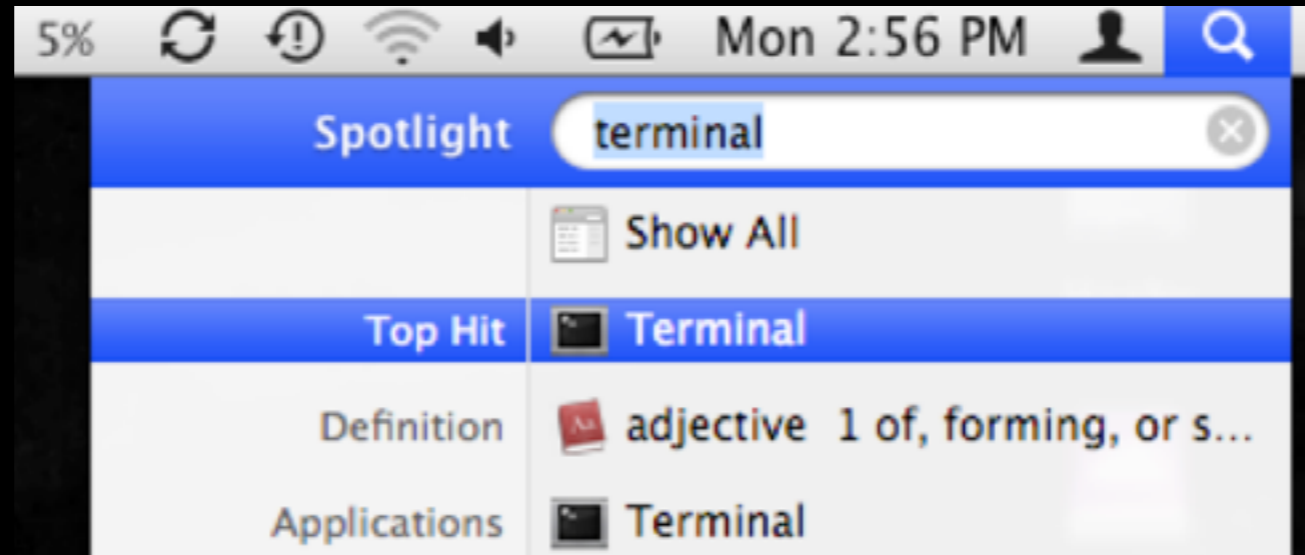 5% Mon 2:56 PM
Spotlight terminal
Show All
Top Hit Terminal
Definition adjective 1 of, forming, or s...
Applications Terminal